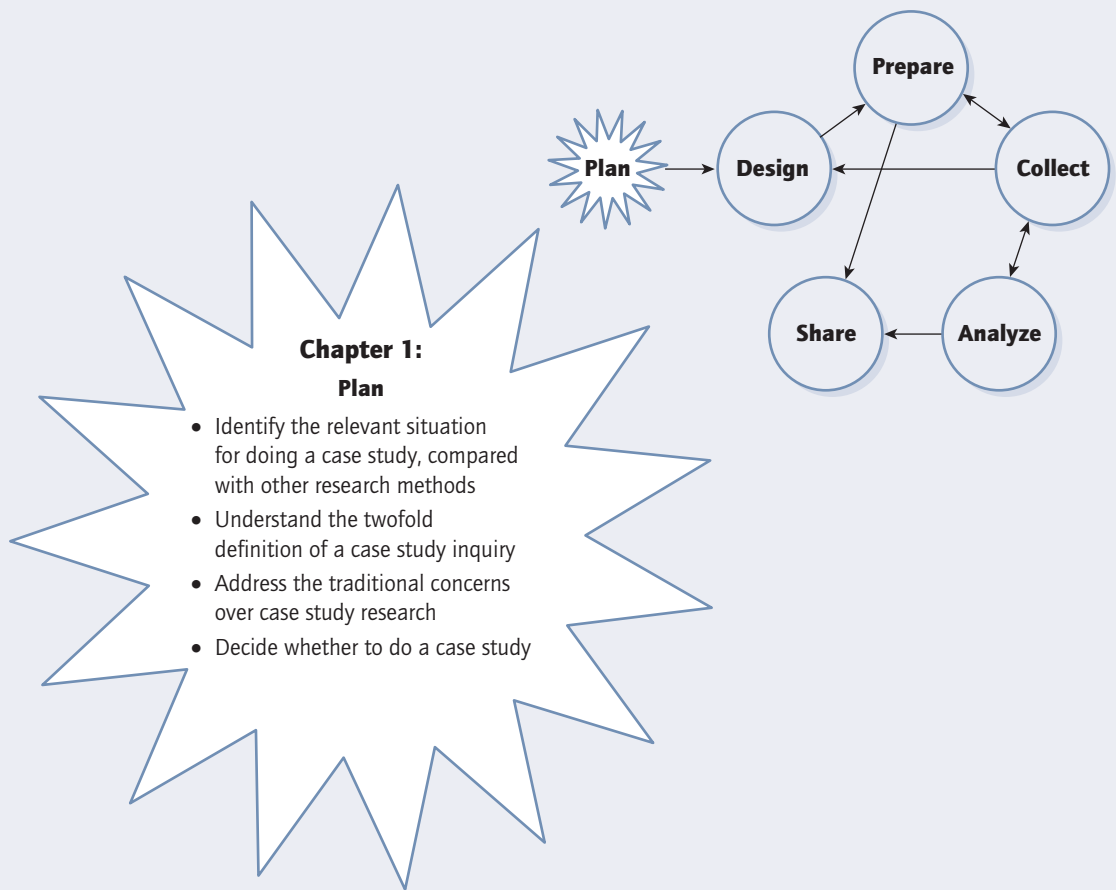 Prepare
Plan
Design
Collect
Share
Analyze
Chapter 1:
Plan
• Identify the relevant situation
for doing a case study, compared
with other research methods
• Understand the twofold
definition of a case study inquiry
• Address the traditional concerns
over case study research
• Decide whether to do a case study